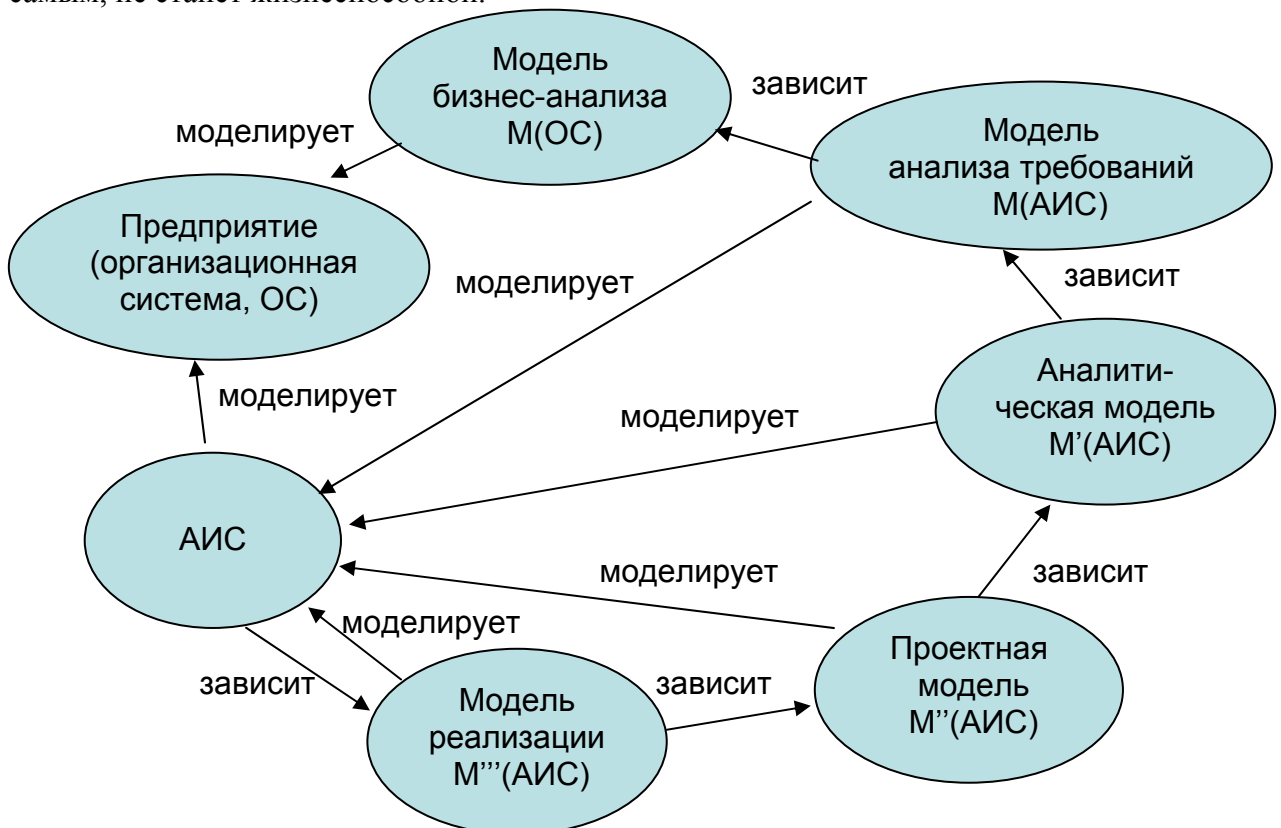 самым, не станет жизнеспособной.
Модель
бизнес-анализа
М(ОС)
зависит
моделирует
Модель
анализа требований
М(АИС)
Предприятие
(организационная
система, ОС)
моделирует
зависит
моделирует
Аналити-
ческая модель
М'(АИС)
моделирует
АИС
моделирует
зависит
моделирует
Проектная
модель
М''(АИС)
зависит
зависит
Модель
реализации
М'''(АИС)